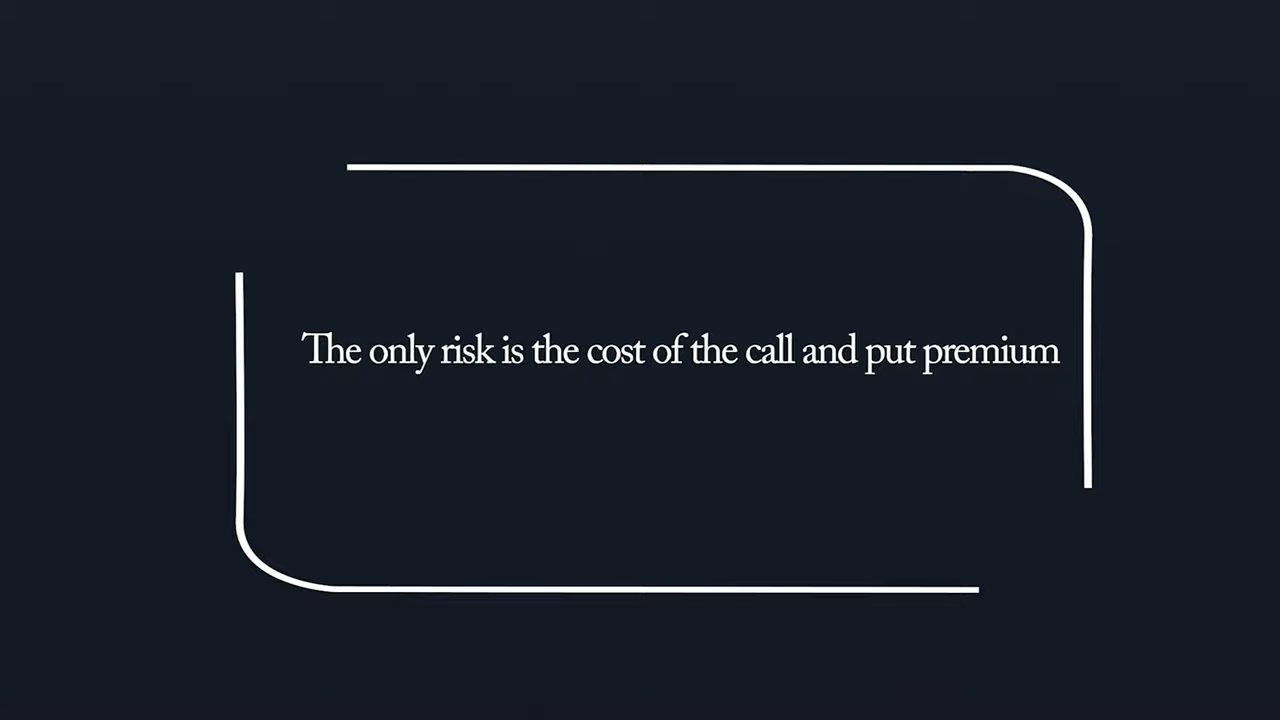 The only risk is the cost of the call and put premium